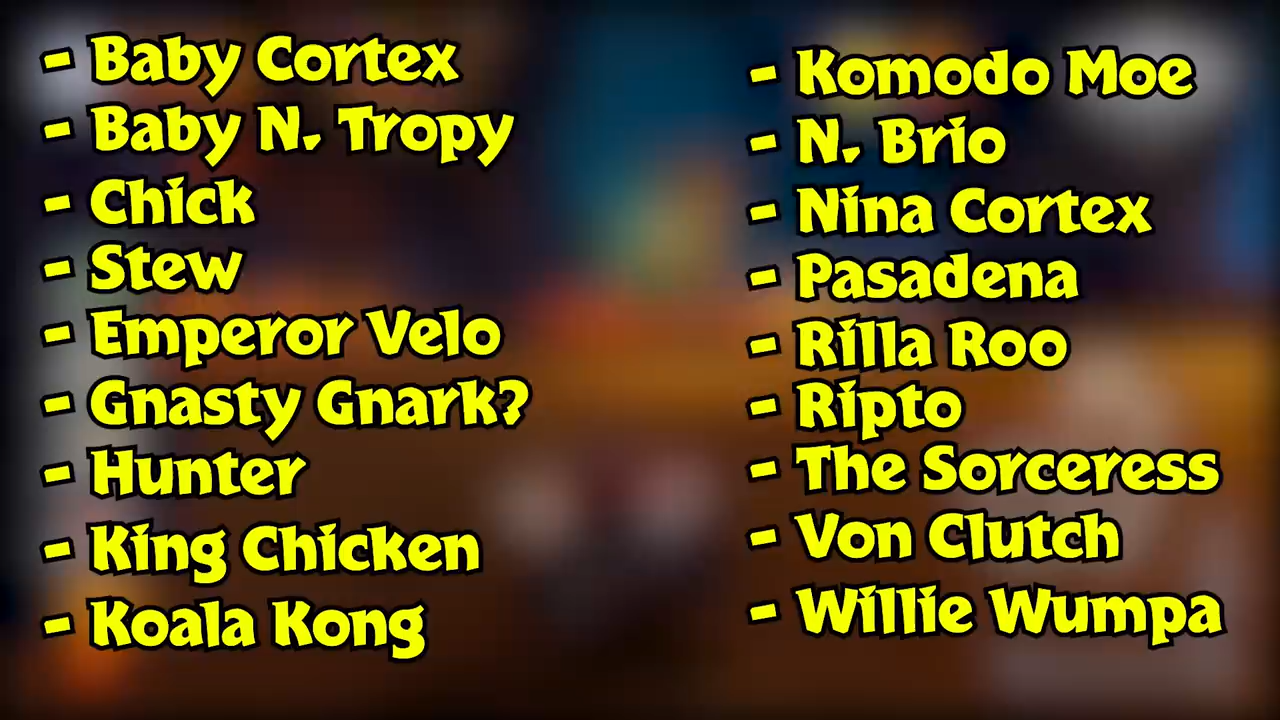 - Baby Cortex
- Baby N. Tropy
- Chick
- Stew
- Emperor Velo
- Gnasty Gnark?
- Hunter
- King Chicken
- Koala Kong
- Komodo Moe
- N. Brio
- Nina Cortex
- Pasadena
- Rilla Roo
- Ripto
- The Sorceress
- Von Clutch
- Willie Wumpa